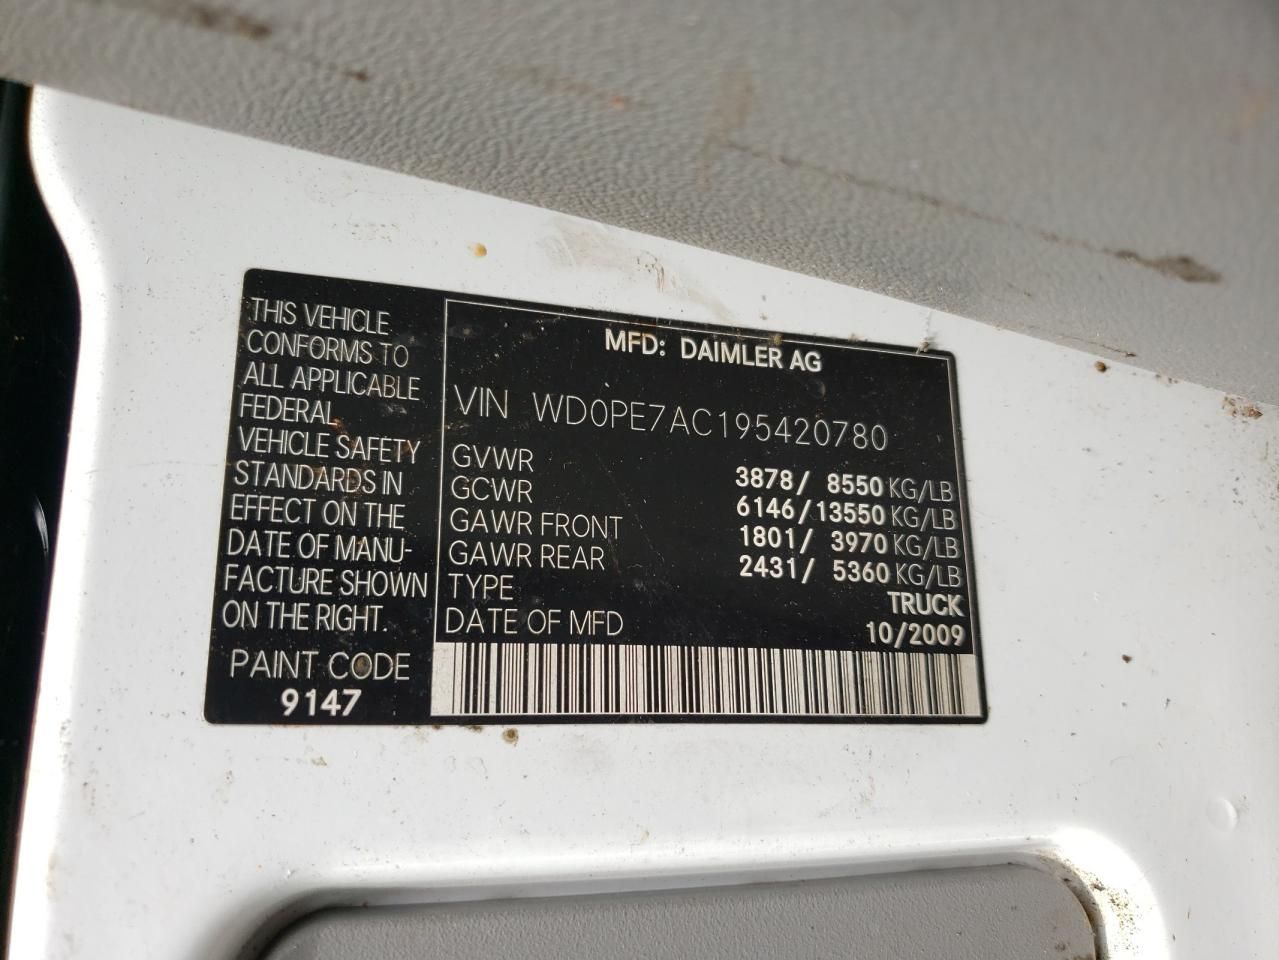 THIS VEHICLE
CONFORMS TO
ALL APPLICABLE
FEDERAL
VEHICLE SAFETY
STANDARDS IN
EFFECT ON THE
DATE OF MANU-
FACTURE SHOWN
ON THE RIGHT.
PAINT CODE
9147
MFD: DAIMLER AG
VIN WD0PE7AC195420780
GVWR 3878/ 8550 KG/LB
GCWR 6146/13550 KG/LB
GAWR FRONT 1801/ 3970 KG/LB
GAWR REAR 2431/ 5360 KG/LB
TYPE TRUCK
DATE OF MFD 10/2009